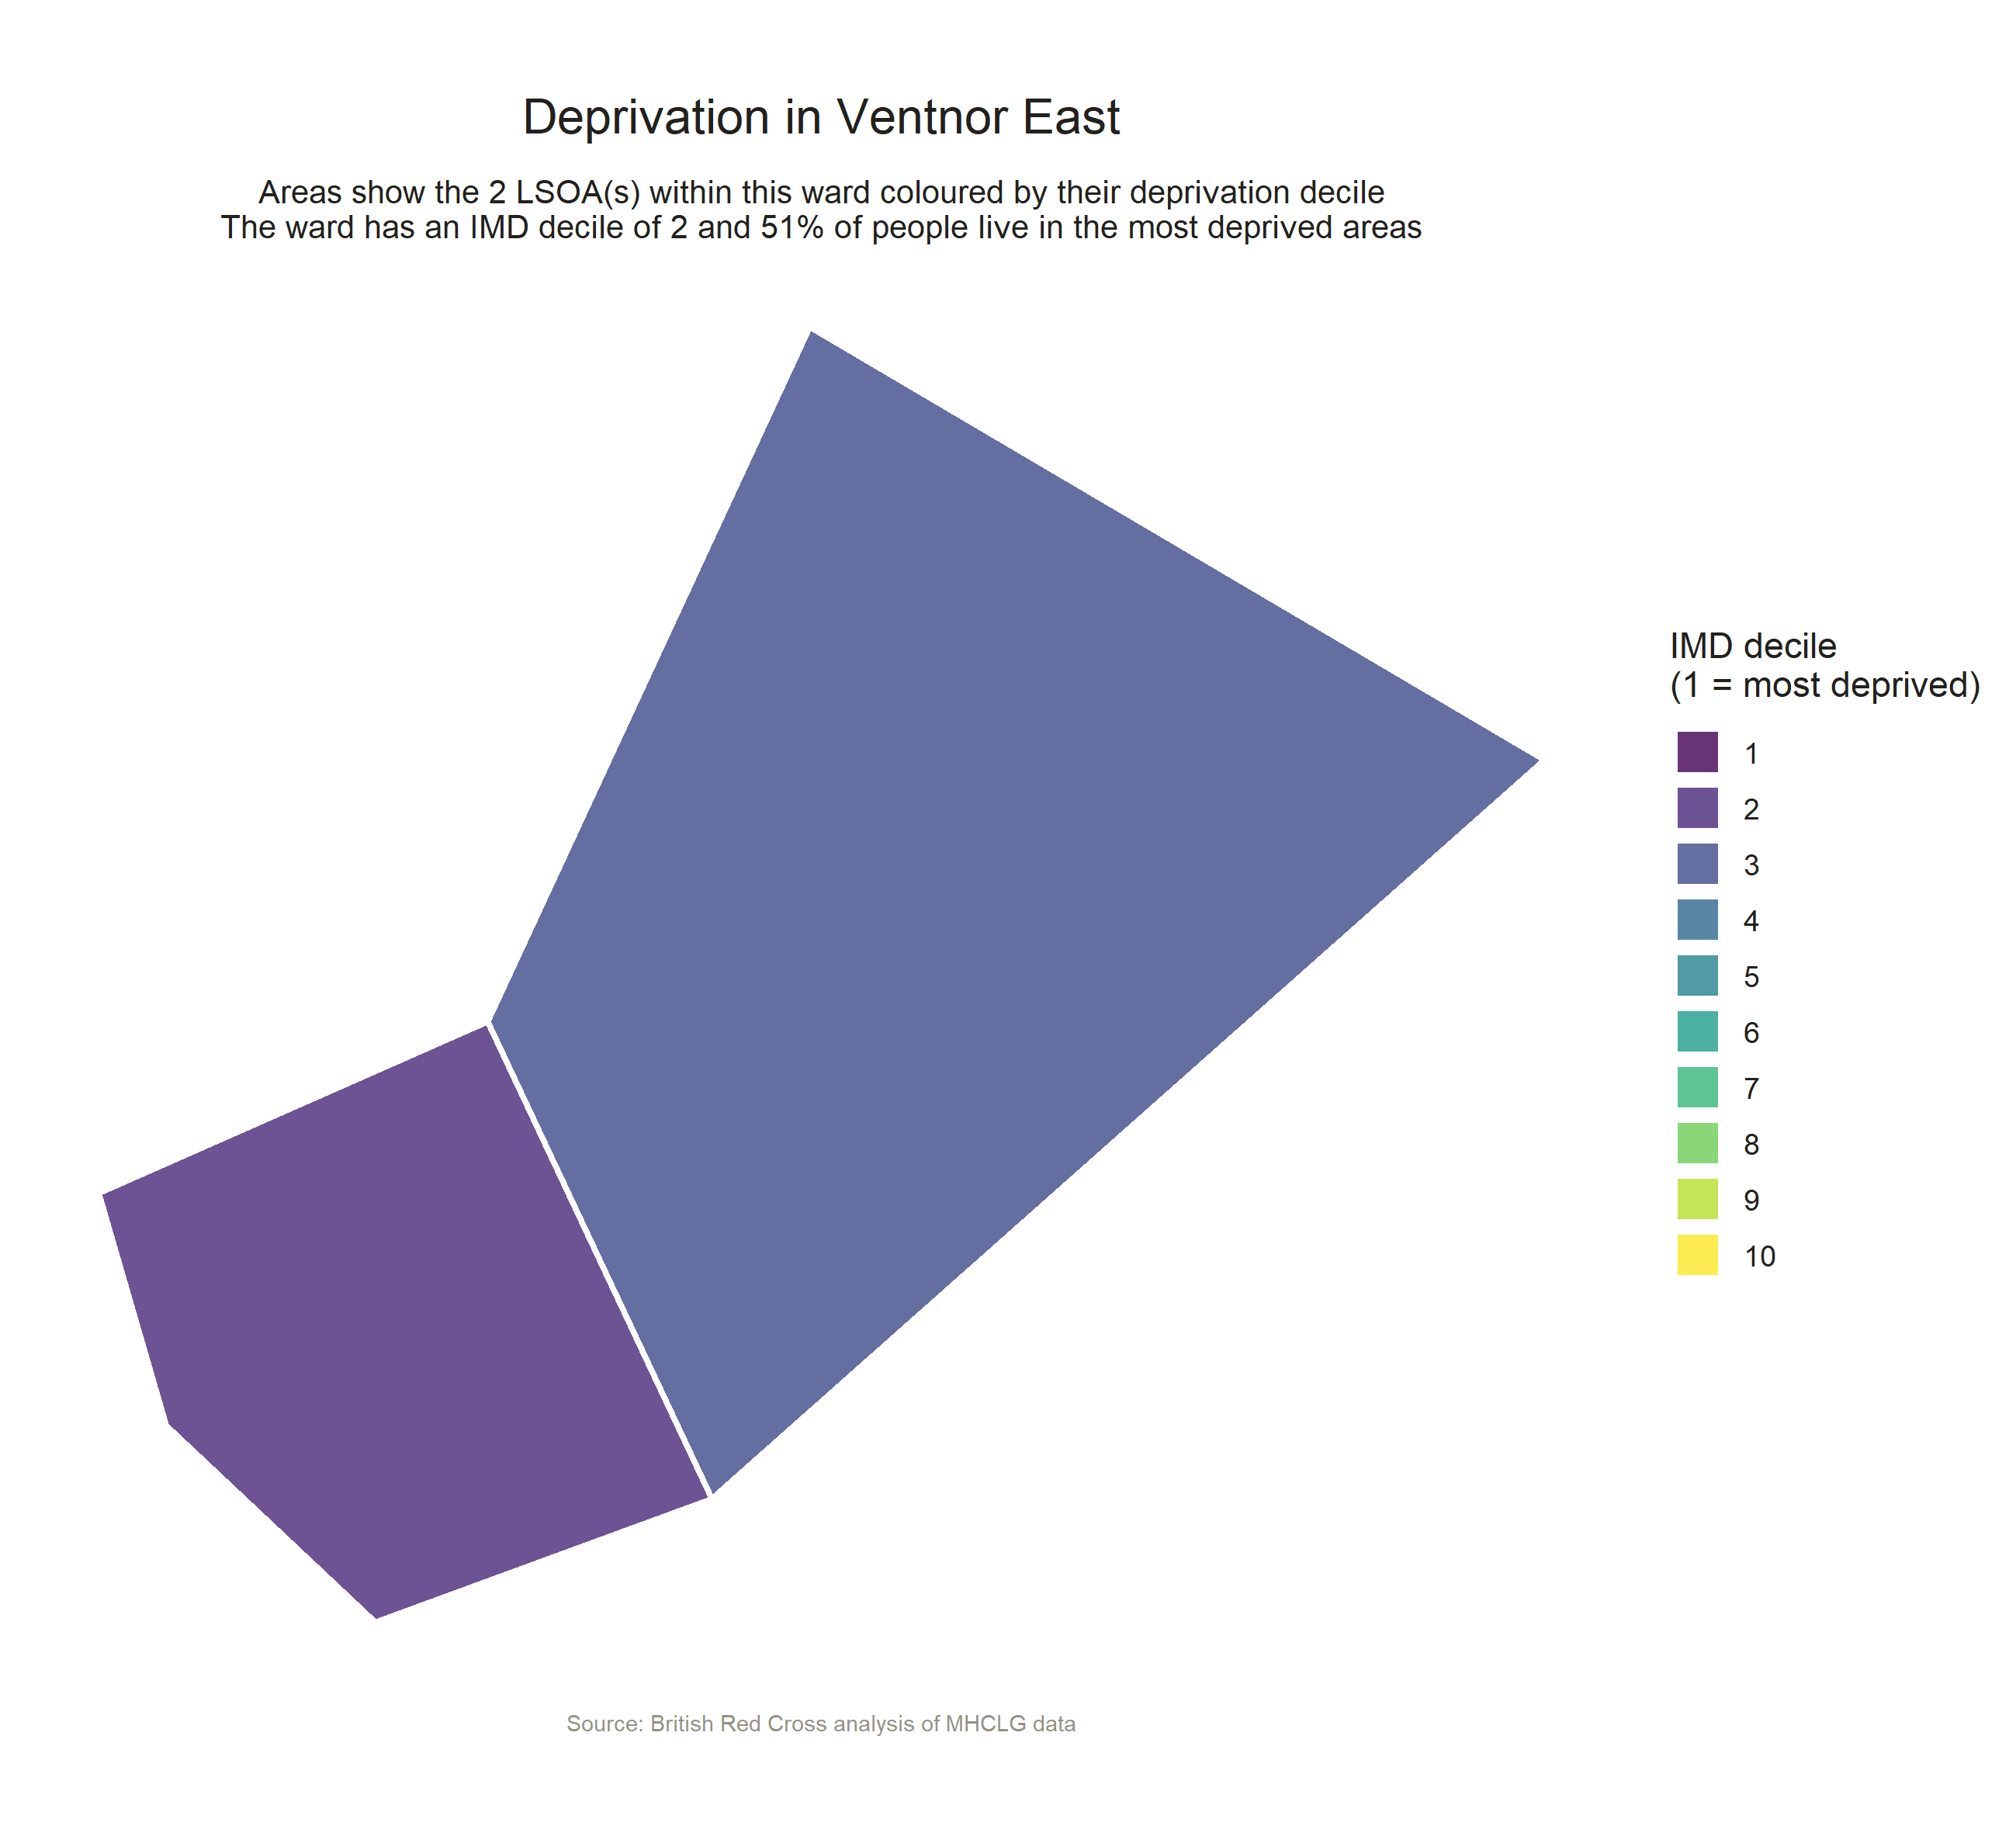 Deprivation in Ventnor East
Areas show the 2 LSOA(s) within this ward coloured by their deprivation decile
The ward has an IMD decile of 2 and 51% of people live in the most deprived areas
IMD decile
(1 = most deprived)
1
2
3
4
5
6
7
8
9
10
Source: British Red Cross analysis of MHCLG data